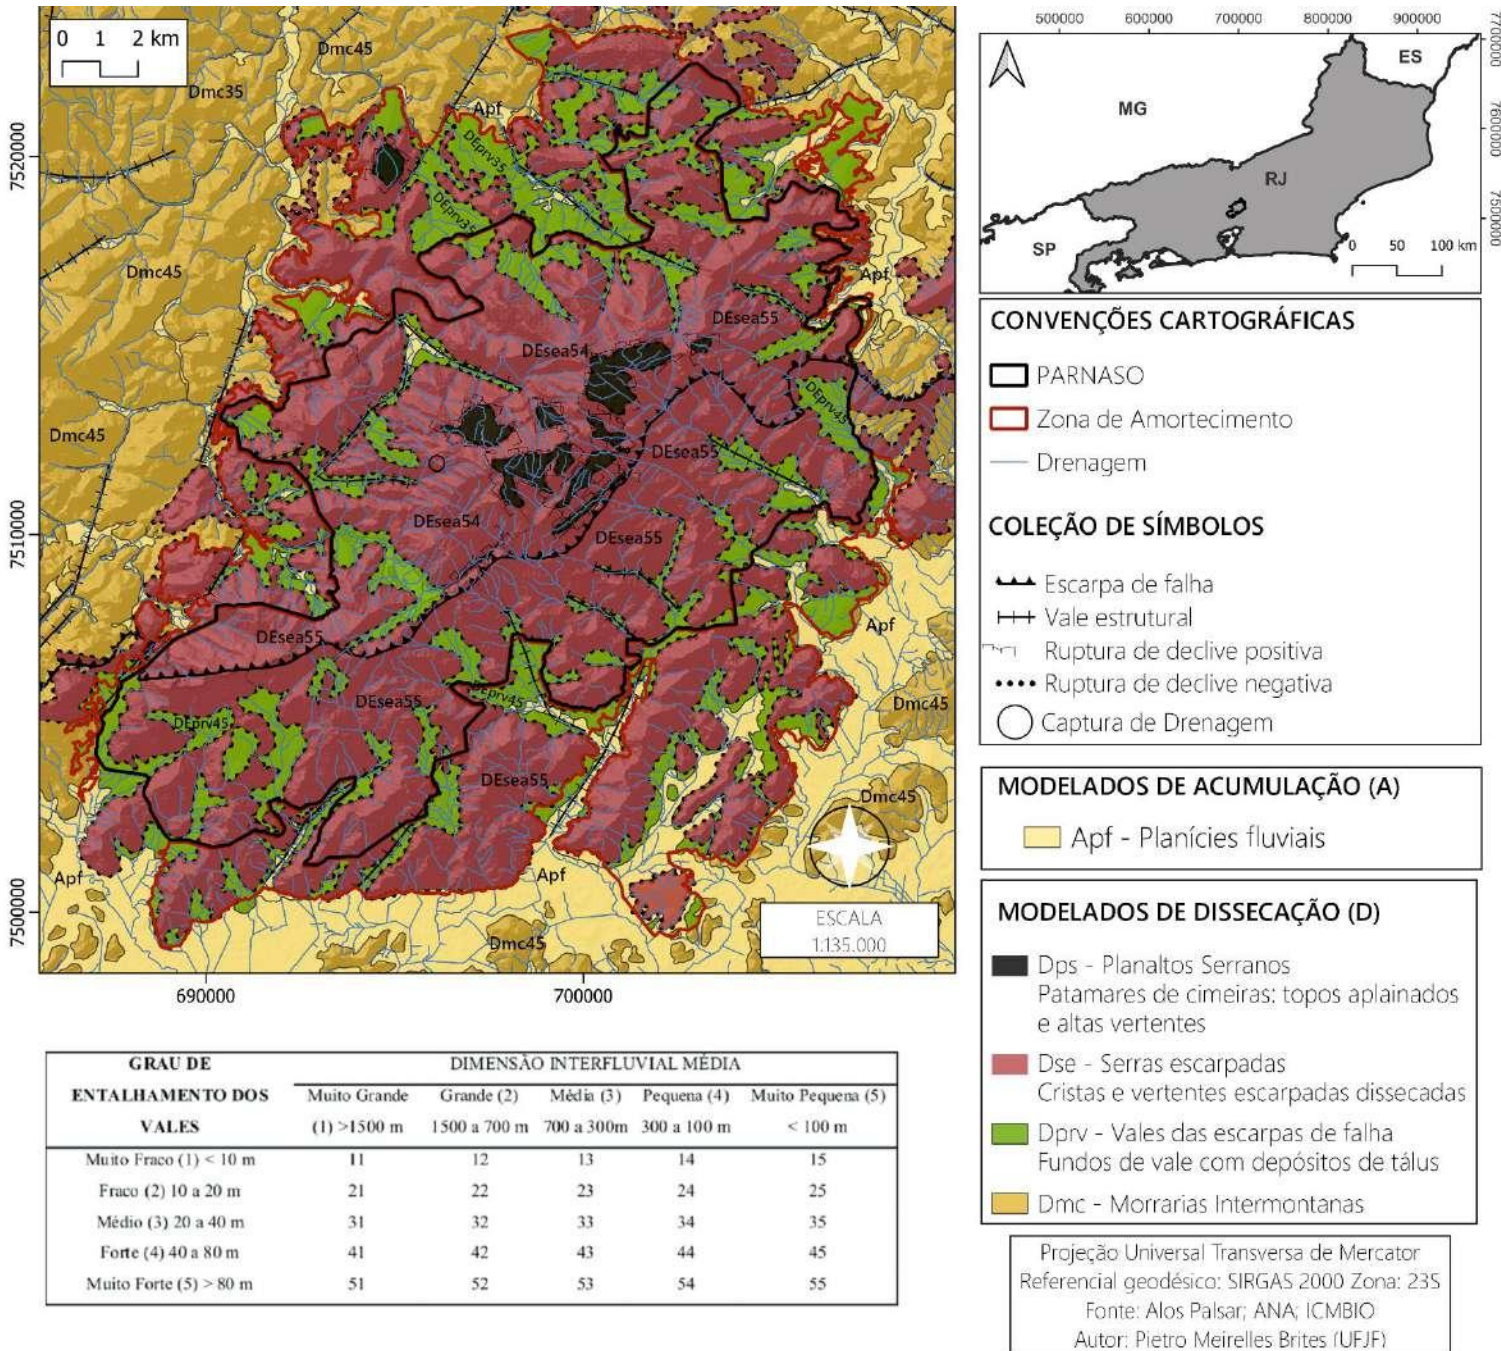 0 1 2 km
Dmc45
Dmc35
Apf
DEprv35
DEprv35
Apf
Dmc45
DEsea55
DEsea54
DEprv45
Dmc45
DEsea55
DEsea54
DEsea55
Apf
DEsea55
DEprv45
DEsea55
Dmc45
DEprv45
DEsea55
Dmc45
Apf
Apf
Dmc45
ESCALA
1:135.000
7520000
7510000
7500000
690000
700000
500000 600000 700000 800000 900000
7700000
7600000
7500000
ES
MG
RJ
SP
0 50 100 km
CONVENÇÕES CARTOGRÁFICAS
PARNASO
Zona de Amortecimento
Drenagem
COLEÇÃO DE SÍMBOLOS
Escarpa de falha
Vale estrutural
Ruptura de declive positiva
Ruptura de declive negativa
Captura de Drenagem
MODELADOS DE ACUMULAÇÃO (A)
Apf - Planícies fluviais
MODELADOS DE DISSECAÇÃO (D)
Dps - Planaltos Serranos
Patamares de cimeiras: topos aplainados
e altas vertentes
Dse - Serras escarpadas
Cristas e vertentes escarpadas dissecadas
Dprv - Vales das escarpas de falha
Fundos de vale com depósitos de tálus
Dmc - Morrarias Intermontanas
Projeção Universal Transversa de Mercator
Referencial geodésico: SIRGAS 2000 Zona: 23S
Fonte: Alos Palsar; ANA; ICMBIO
Autor: Pietro Meirelles Brites (UFJF)
GRAU DE DIMENSÃO INTERFLUVIAL MÉDIA
ENTALHAMENTO DOS Muito Grande Grande (2) Média (3) Pequena (4) Muito Pequena (5)
VALES (1) >1500 m 1500 a 700 m 700 a 300m 300 a 100 m < 100 m
Muito Fraco (1) < 10 m 11 12 13 14 15
Fraco (2) 10 a 20 m 21 22 23 24 25
Médio (3) 20 a 40 m 31 32 33 34 35
Forte (4) 40 a 80 m 41 42 43 44 45
Muito Forte (5) > 80 m 51 52 53 54 55